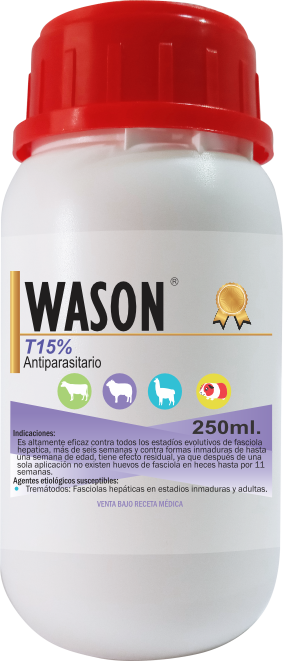 WASON®
T15%
Antiparasitario
250ml.
Indicaciones:
Es altamente eficaz contra todos los estadíos evolutivos de fasciola
hepatica, más de seis semanas y contra formas inmaduras de hasta
una semana de edad, tiene efecto residual, ya que después de una
sola aplicación no existen huevos de fasciola en heces hasta por 11
semanas.
Agentes etiológicos susceptibles:
Tremátodos: Fasciolas hepáticas en estadios inmaduras y adultas.
VENTA BAJO RECETA MÉDICA